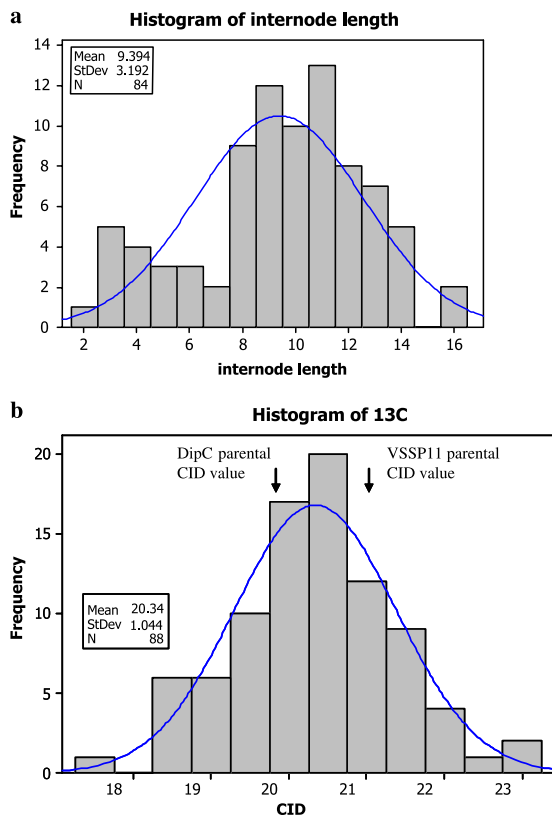 a
Histogram of internode length
14
12
10
8
6
4
2
0
Frequency
Mean 9.394
StDev 3.192
N 84
2 4 6 8 10 12 14 16
internode length
b
Histogram of 13C
20
15
10
5
0
Frequency
DipC parental
CID value
VSSP11 parental
CID value
Mean 20.34
StDev 1.044
N 88
18 19 20 21 22 23
CID